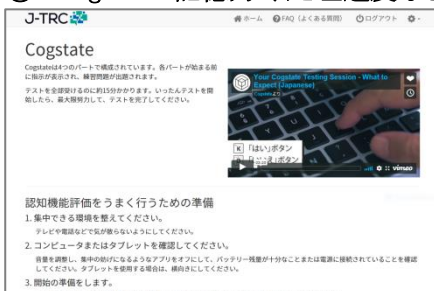 J-TRC
ホーム FAQ(よくある質問) ログアウト
Cogstate
Cogstateは4つのパートで構成されています。各パートが始まる前
に指示が表示され、練習問題が出題されます。
テストを全部受けるのに約15分かかります。いったんテストを開
始したら、最大限努力して、テストを完了してください。
Your Cogstate Testing Session - What to
Expect (Japanese)
K 「はい」ボタン
vimeo
認知機能評価をうまく行うための準備
1. 集中できる環境を整えてください。
テレビや電話などで気が散らないようにしてください。
2. コンピュータまたはタブレットを確認してください。
音量を調整し、集中の妨げになるようなアプリをオフにして、バッテリー残量が十分なことまたは電源に接続されていることを確認
してください。タブレットを使用する場合は、横向きにしてください。
3. 開始の準備をします。